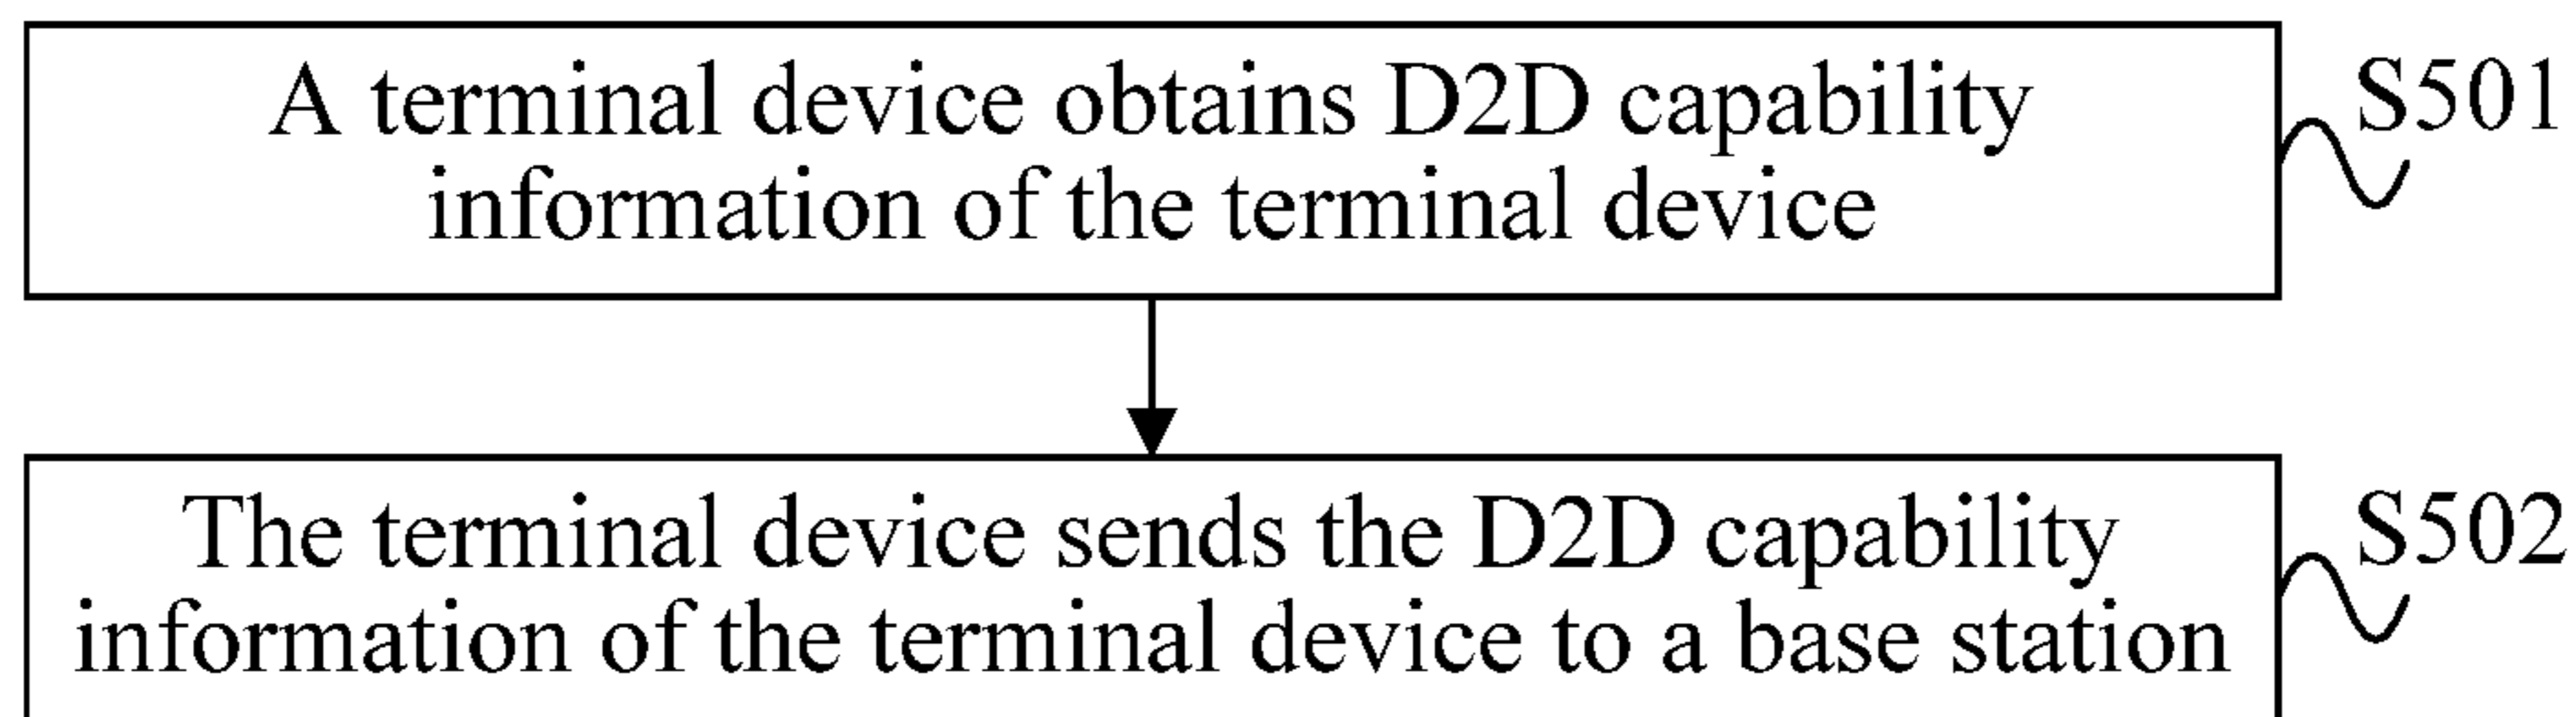 A terminal device obtains D2D capability
information of the terminal device
S501
The terminal device sends the D2D capability
information of the terminal device to a base station
S502